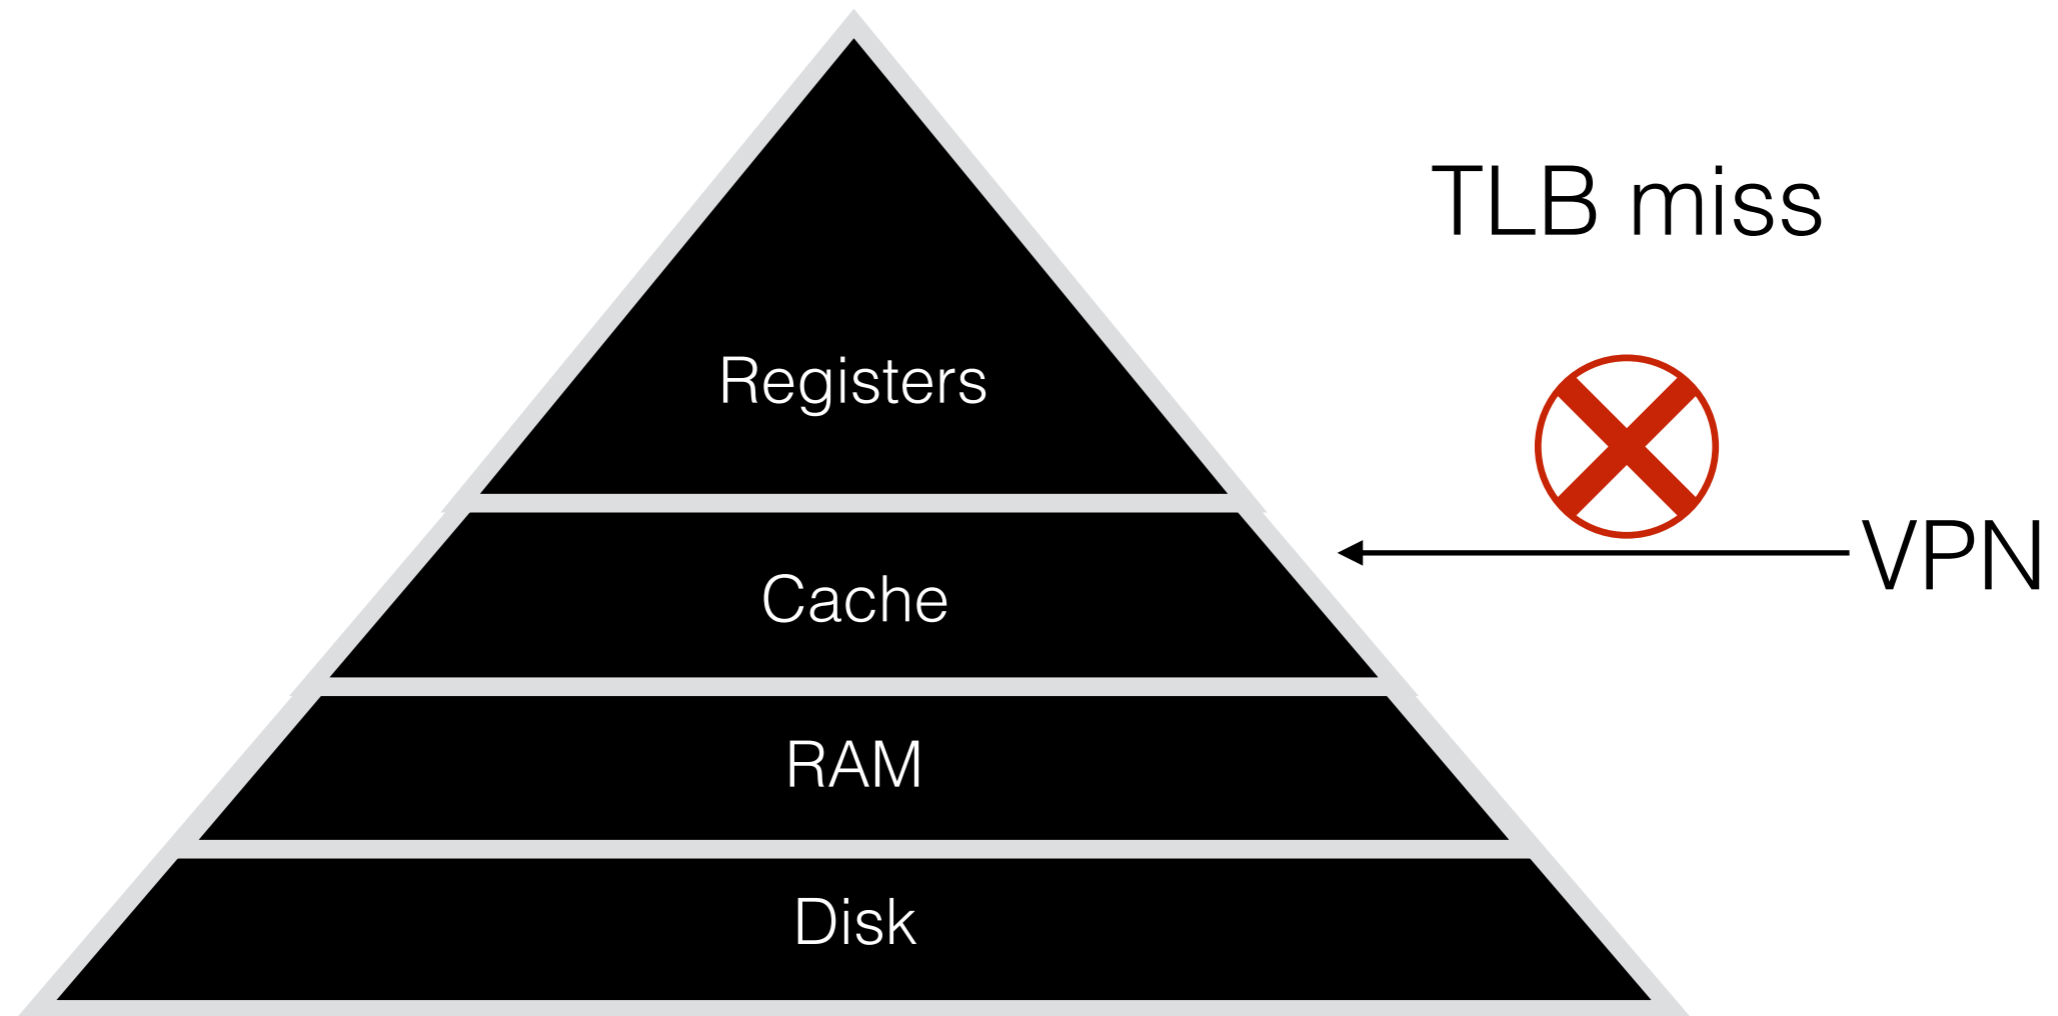 TLB miss
Registers
VPN
Cache
RAM
Disk